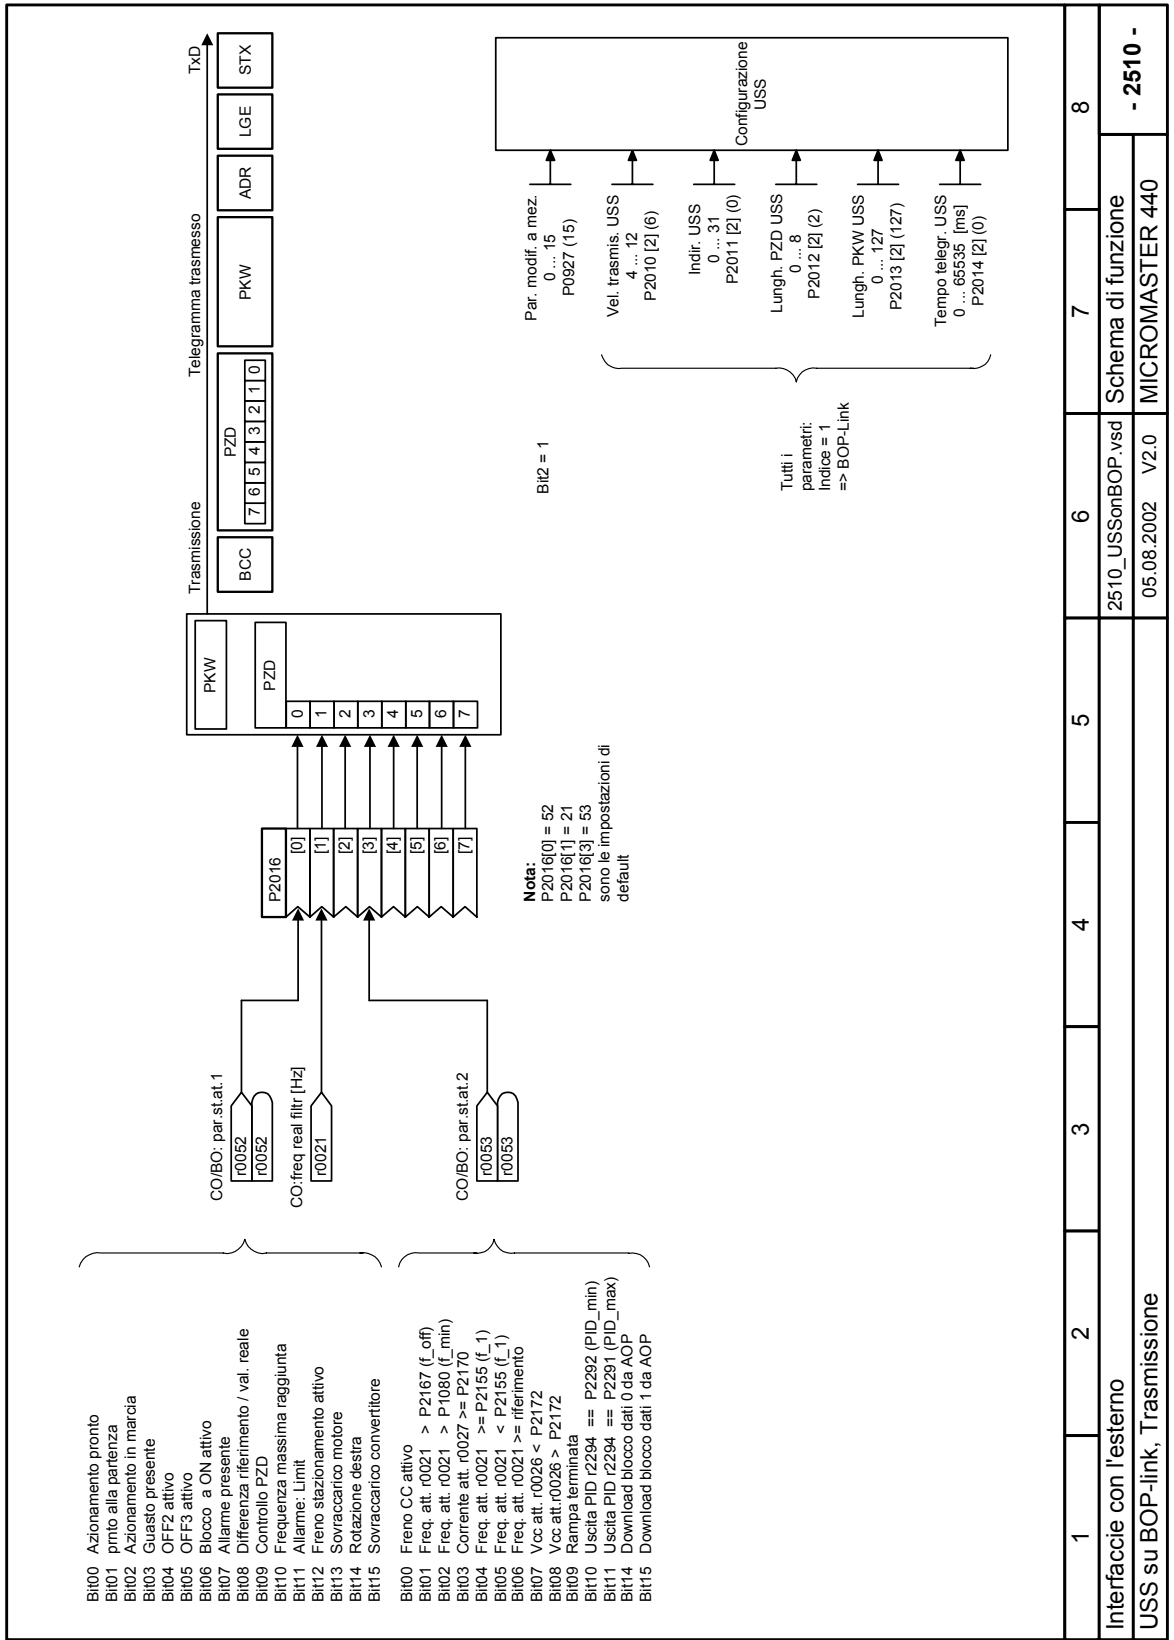 Bit00 Azionamento pronto
Bit01 prnto alla partenza
Bit02 Azionamento in marcia
Bit03 Guasto presente
Bit04 OFF2 attivo
Bit05 OFF3 attivo
Bit06 Blocco a ON attivo
Bit07 Allarme presente
Bit08 Differenza riferimento / val. reale
Bit09 Controllo PZD
Bit10 Frequenza massima raggiunta
Bit11 Allarme: Limit
Bit12 Freno stazionamento attivo
Bit13 Sovraccarico motore
Bit14 Rotazione destra
Bit15 Sovraccarico convertitore
Bit00 Freno CC attivo
Bit01 Freq. att. r0021 > P2167 (f_off)
Bit02 Freq. att. r0021 > P1080 (f_min)
Bit03 Corrente att. r0027 >= P2170
Bit04 Freq. att. r0021 >= P2155 (f_1)
Bit05 Freq. att. r0021 < P2155 (f_1)
Bit06 Freq. att. r0021 >= riferimento
Bit07 Vcc att. r0026 < P2172
Bit08 Vcc att.r0026 > P2172
Bit09 Rampa terminata
Bit10 Uscita PID r2294 == P2292 (PID_min)
Bit11 Uscita PID r2294 == P2291 (PID_max)
Bit14 Download blocco dati 0 da AOP
Bit15 Download blocco dati 1 da AOP
CO/BO: par.st.at.1
r0052
r0052
CO:freq real filtr [Hz]
r0021
CO/BO: par.st.at.2
r0053
r0053
P2016
[0]
[1]
[2]
[3]
[4]
[5]
[6]
[7]
Nota:
P2016[0] = 52
P2016[1] = 21
P2016[3] = 53
sono le impostazioni di
default
PKW
PZD
0
1
2
3
4
5
6
7
Trasmissione
Telegramma trasmesso
TxD
BCC
PZD
7 6 5 4 3 2 1 0
PKW
ADR
LGE
STX
Bit2 = 1
Par. modif. a mez.
0 ... 15
P0927 (15)
Vel. trasmis. USS
4 ... 12
P2010 [2] (6)
Indir. USS
0 ... 31
P2011 [2] (0)
Lungh. PZD USS
0 ... 8
P2012 [2] (2)
Lungh. PKW USS
0 ... 127
P2013 [2] (127)
Tempo telegr. USS
0 ... 65535 [ms]
P2014 [2] (0)
Tutti i
parametri:
Indice = 1
=> BOP-Link
Configurazione
USS
1 2 3 4 5 6 7 8
Interfaccie con l'esterno
2510_USSonBOP.vsd
Schema di funzione
- 2510 -
USS su BOP-link, Trasmissione
05.08.2002 V2.0
MICROMASTER 440